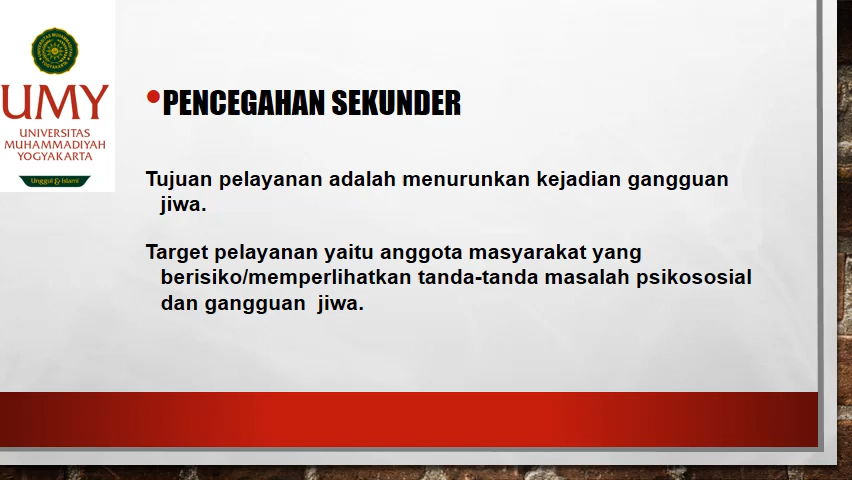 UMY
UNIVERSITAS
MUHAMMADIYAH
YOGYAKARTA
Unggul & Islami
•PENCEGAHAN SEKUNDER
Tujuan pelayanan adalah menurunkan kejadian gangguan
jiwa.
Target pelayanan yaitu anggota masyarakat yang
berisiko/memperlihatkan tanda-tanda masalah psikososial
dan gangguan jiwa.